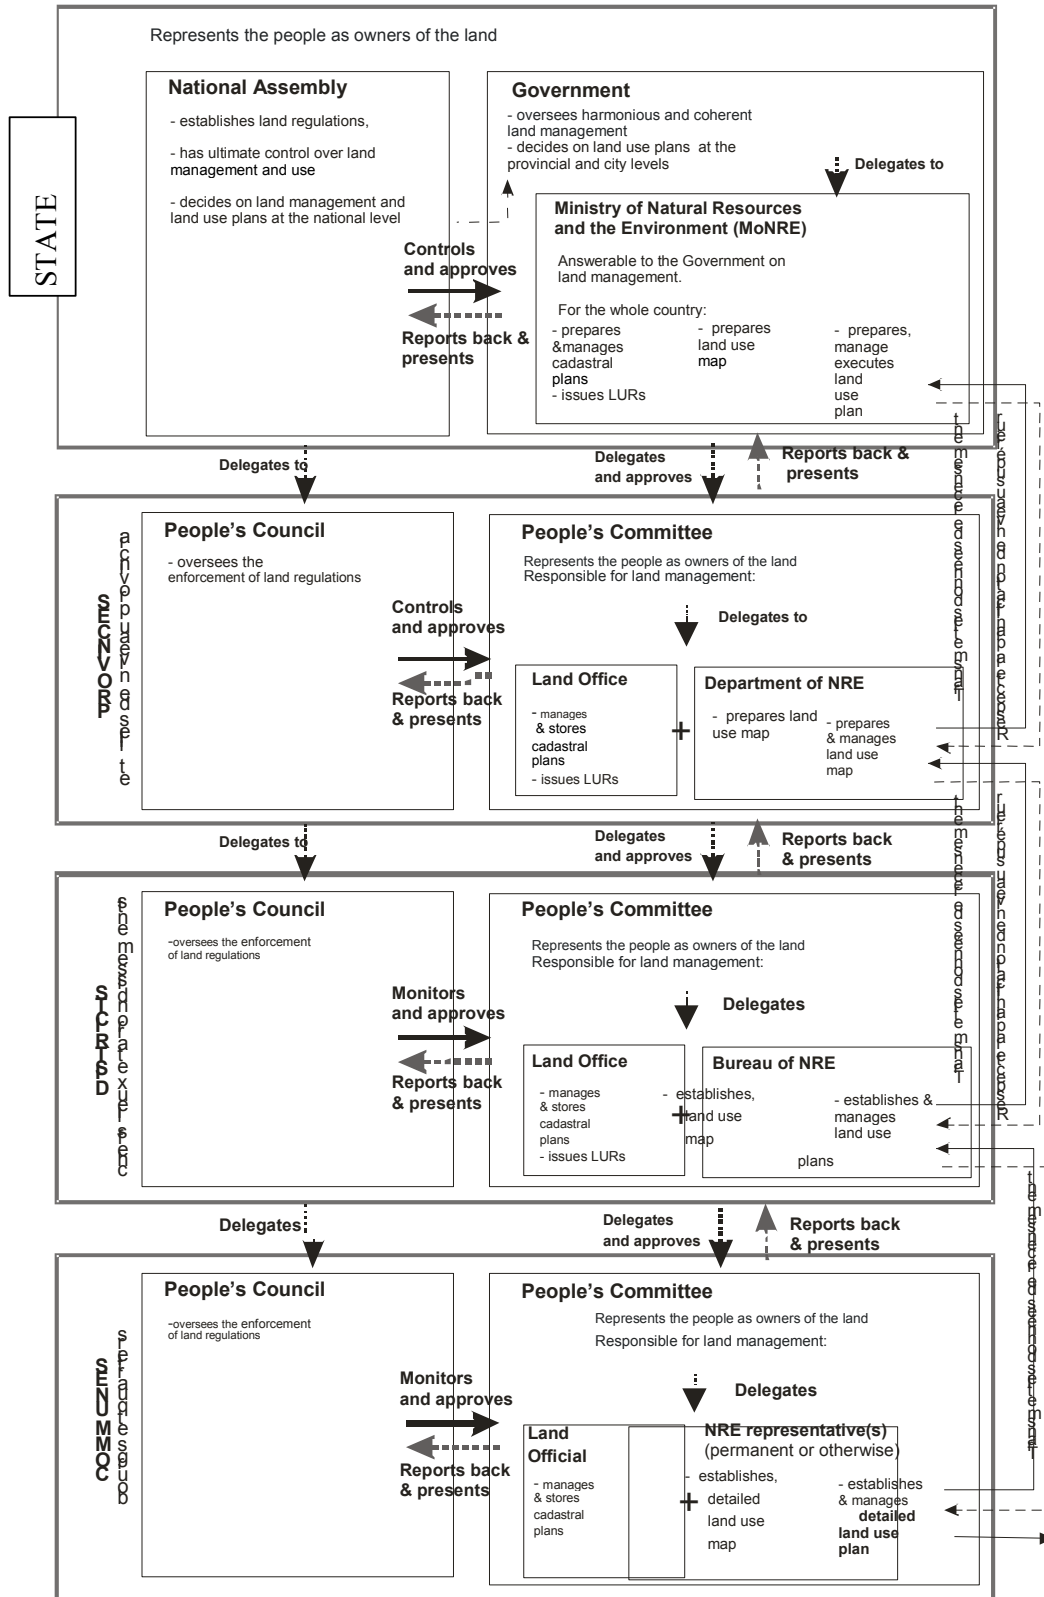 Represents the people as owners of the land
STATE
National Assembly
- establishes land regulations,
- has ultimate control over land
management and use
- decides on land management and
land use plans at the national level
Government
- oversees harmonious and coherent
land management
- decides on land use plans at the
provincial and city levels
Delegates to
Ministry of Natural Resources
and the Environment (MoNRE)
Answerable to the Government on
land management.
For the whole country:
- prepares
&manages
cadastral
plans
- issues LURs
- prepares
land use
map
- prepares,
manage
executes
land
use
plan
Controls
and approves
Reports back &
presents
Delegates to
Delegates
and approves
Reports back &
presents
PROVINCES
People's Council
- oversees the
enforcement of land regulations
People's Committee
Represents the people as owners of the land
Responsible for land management:
Delegates to
Controls
and approves
Reports back
& presents
Land Office
- manages
& stores
cadastral
plans
- issues LURs
+
Department of NRE
- prepares land
use map
- prepares
& manages
land use
map
Delegates to
Delegates
and approves
Reports back
& presents
DISTRICTS
People's Council
-oversees the enforcement
of land regulations
People's Committee
Represents the people as owners of the land
Responsible for land management:
Delegates
Monitors
and approves
Reports back
& presents
Land Office
- manages
& stores
cadastral
plans
- issues LURs
+
Bureau of NRE
- establishes,
land use
map
- establishes &
manages
land use
plans
Delegates
Delegates
and approves
Reports back
& presents
COMMUNES
People's Council
-oversees the enforcement
of land regulations
People's Committee
Represents the people as owners of the land
Responsible for land management:
Delegates
Monitors
and approves
Reports back
& presents
Land
Official
- manages
& stores
cadastral
plans
+
NRE representative(s)
(permanent or otherwise)
- establishes,
detailed
land use
map
- establishes
& manages
detailed
land use
plan